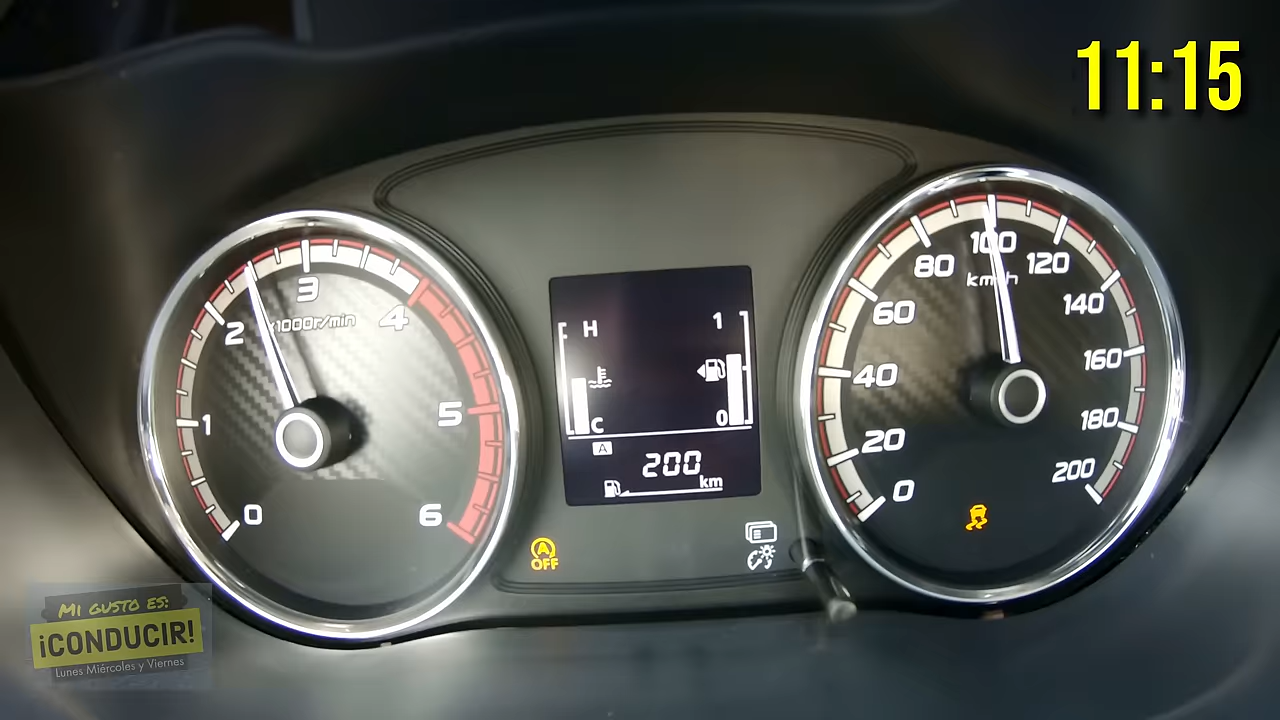 11:15
0
1
2
3
4
5
6
x1000r/min
H
C
1
0
A
200
km
A
OFF
0
20
40
60
80
100
120
140
160
180
200
km/h
MI GUSTO ES:
¡CONDUCIR!
Lunes Miércoles y Viernes